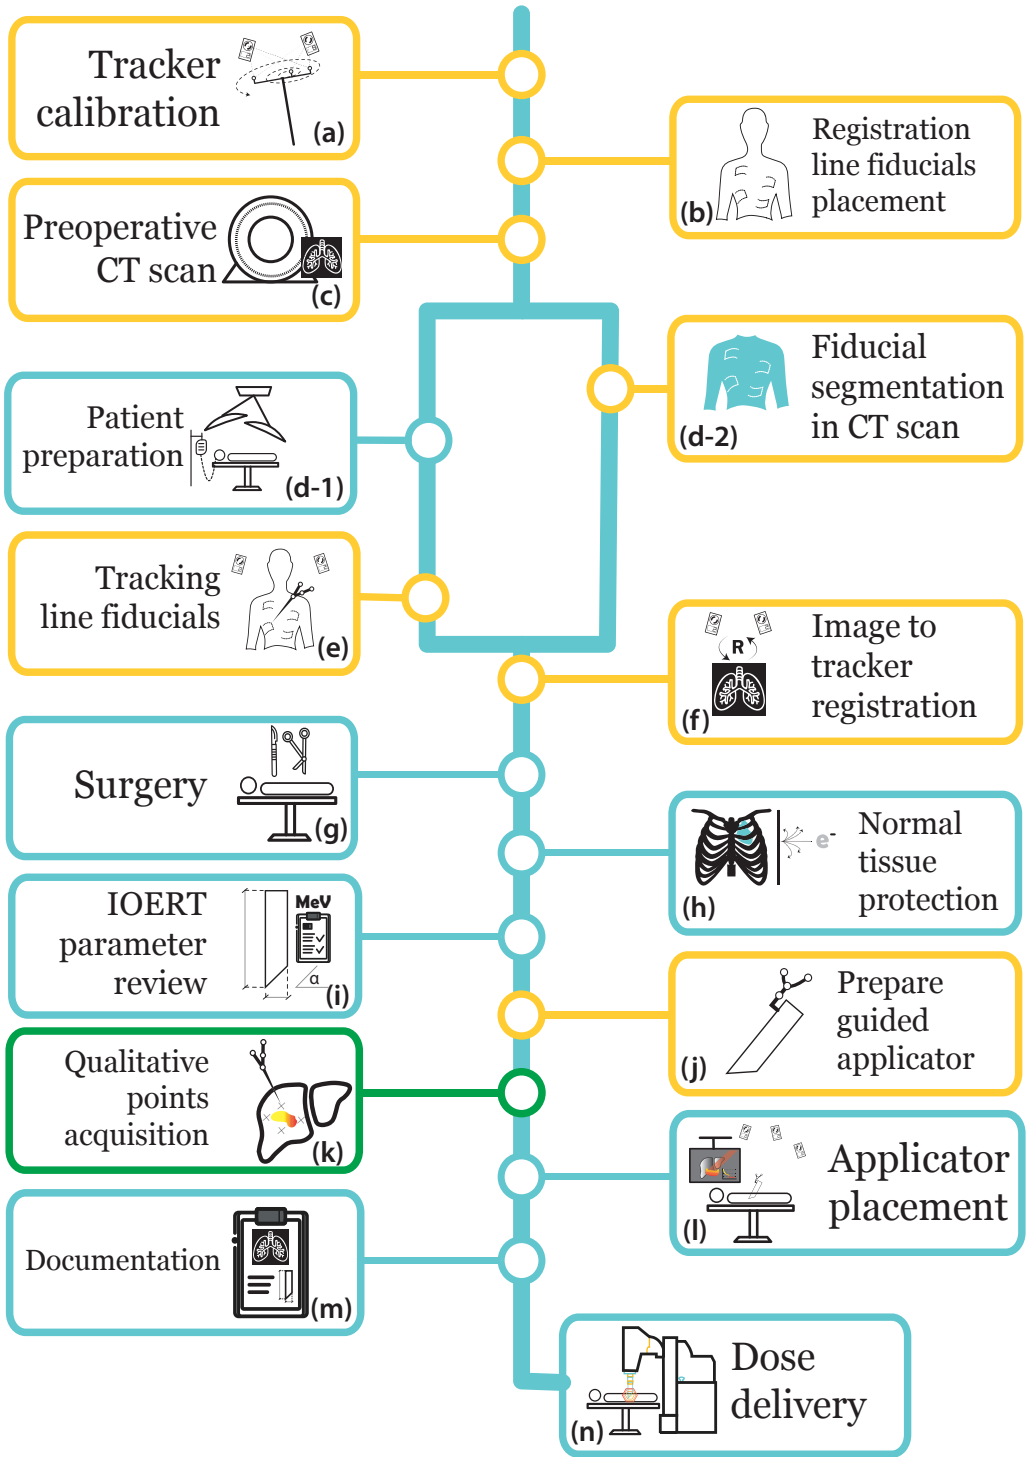 Tracker
calibration
(a)
Registration
line fiducials
placement
(b)
Preoperative
CT scan
(c)
Fiducial
segmentation
in CT scan
(d-2)
Patient
preparation
(d-1)
Tracking
line fiducials
(e)
Image to
tracker
registration
R
(f)
Surgery
(g)
Normal
tissue
protection
e-
(h)
IOERT
parameter
review
MeV
α
(i)
Prepare
guided
applicator
(j)
Qualitative
points
acquisition
(k)
Applicator
placement
(l)
Documentation
(m)
Dose
delivery
(n)